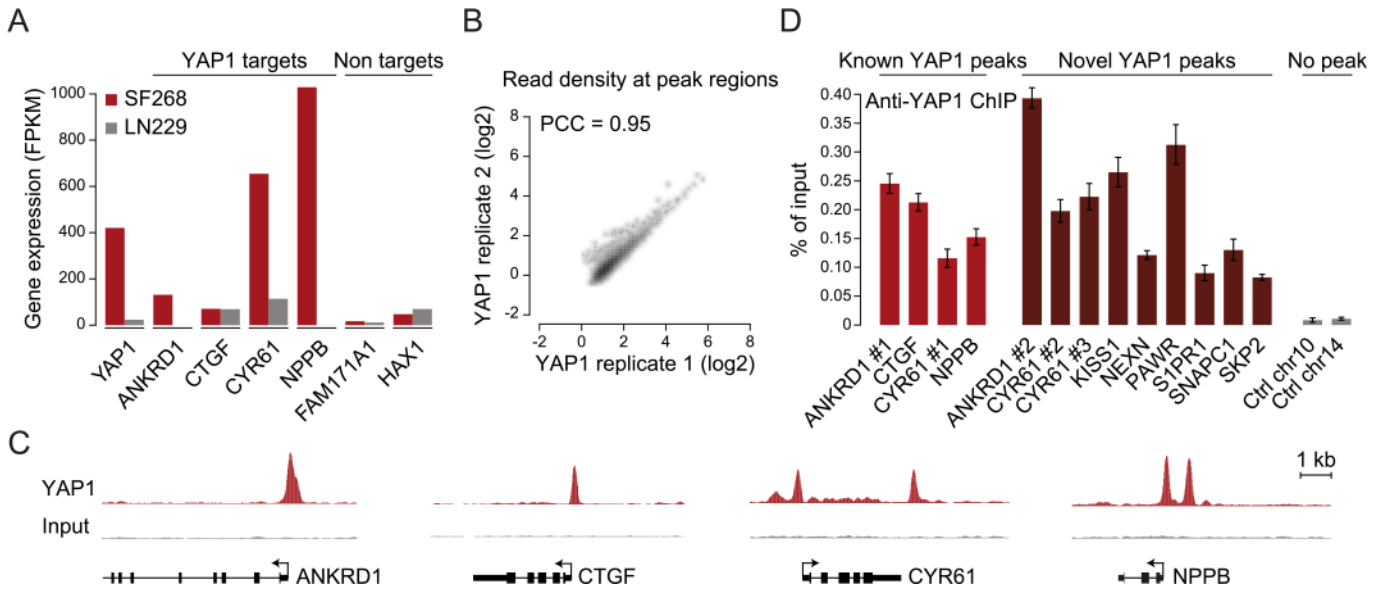 A
YAP1 targets
Non targets
SF268
LN229
Gene expression (FPKM)
1000
800
600
400
200
0
YAP1
ANKRD1
CTGF
CYR61
NPPB
FAM171A1
HAX1
B
Read density at peak regions
PCC = 0.95
YAP1 replicate 2 (log2)
8
6
4
2
0
-2
-2
0
2
4
6
8
YAP1 replicate 1 (log2)
D
Known YAP1 peaks
Novel YAP1 peaks
No peak
Anti-YAP1 ChIP
% of input
0.40
0.30
0.25
0.20
0.15
0.10
0.05
0
ANKRD1 #1
CTGF
CYR61 #1
NPPB
ANKRD1 #2
CYR61 #2
CYR61 #3
KISS1
NEXN
PAWR
S1PR1
SNAPC1
SKP2
Ctrl chr10
Ctrl chr14
C
YAP1
Input
1 kb
ANKRD1
CTGF
CYR61
NPPB